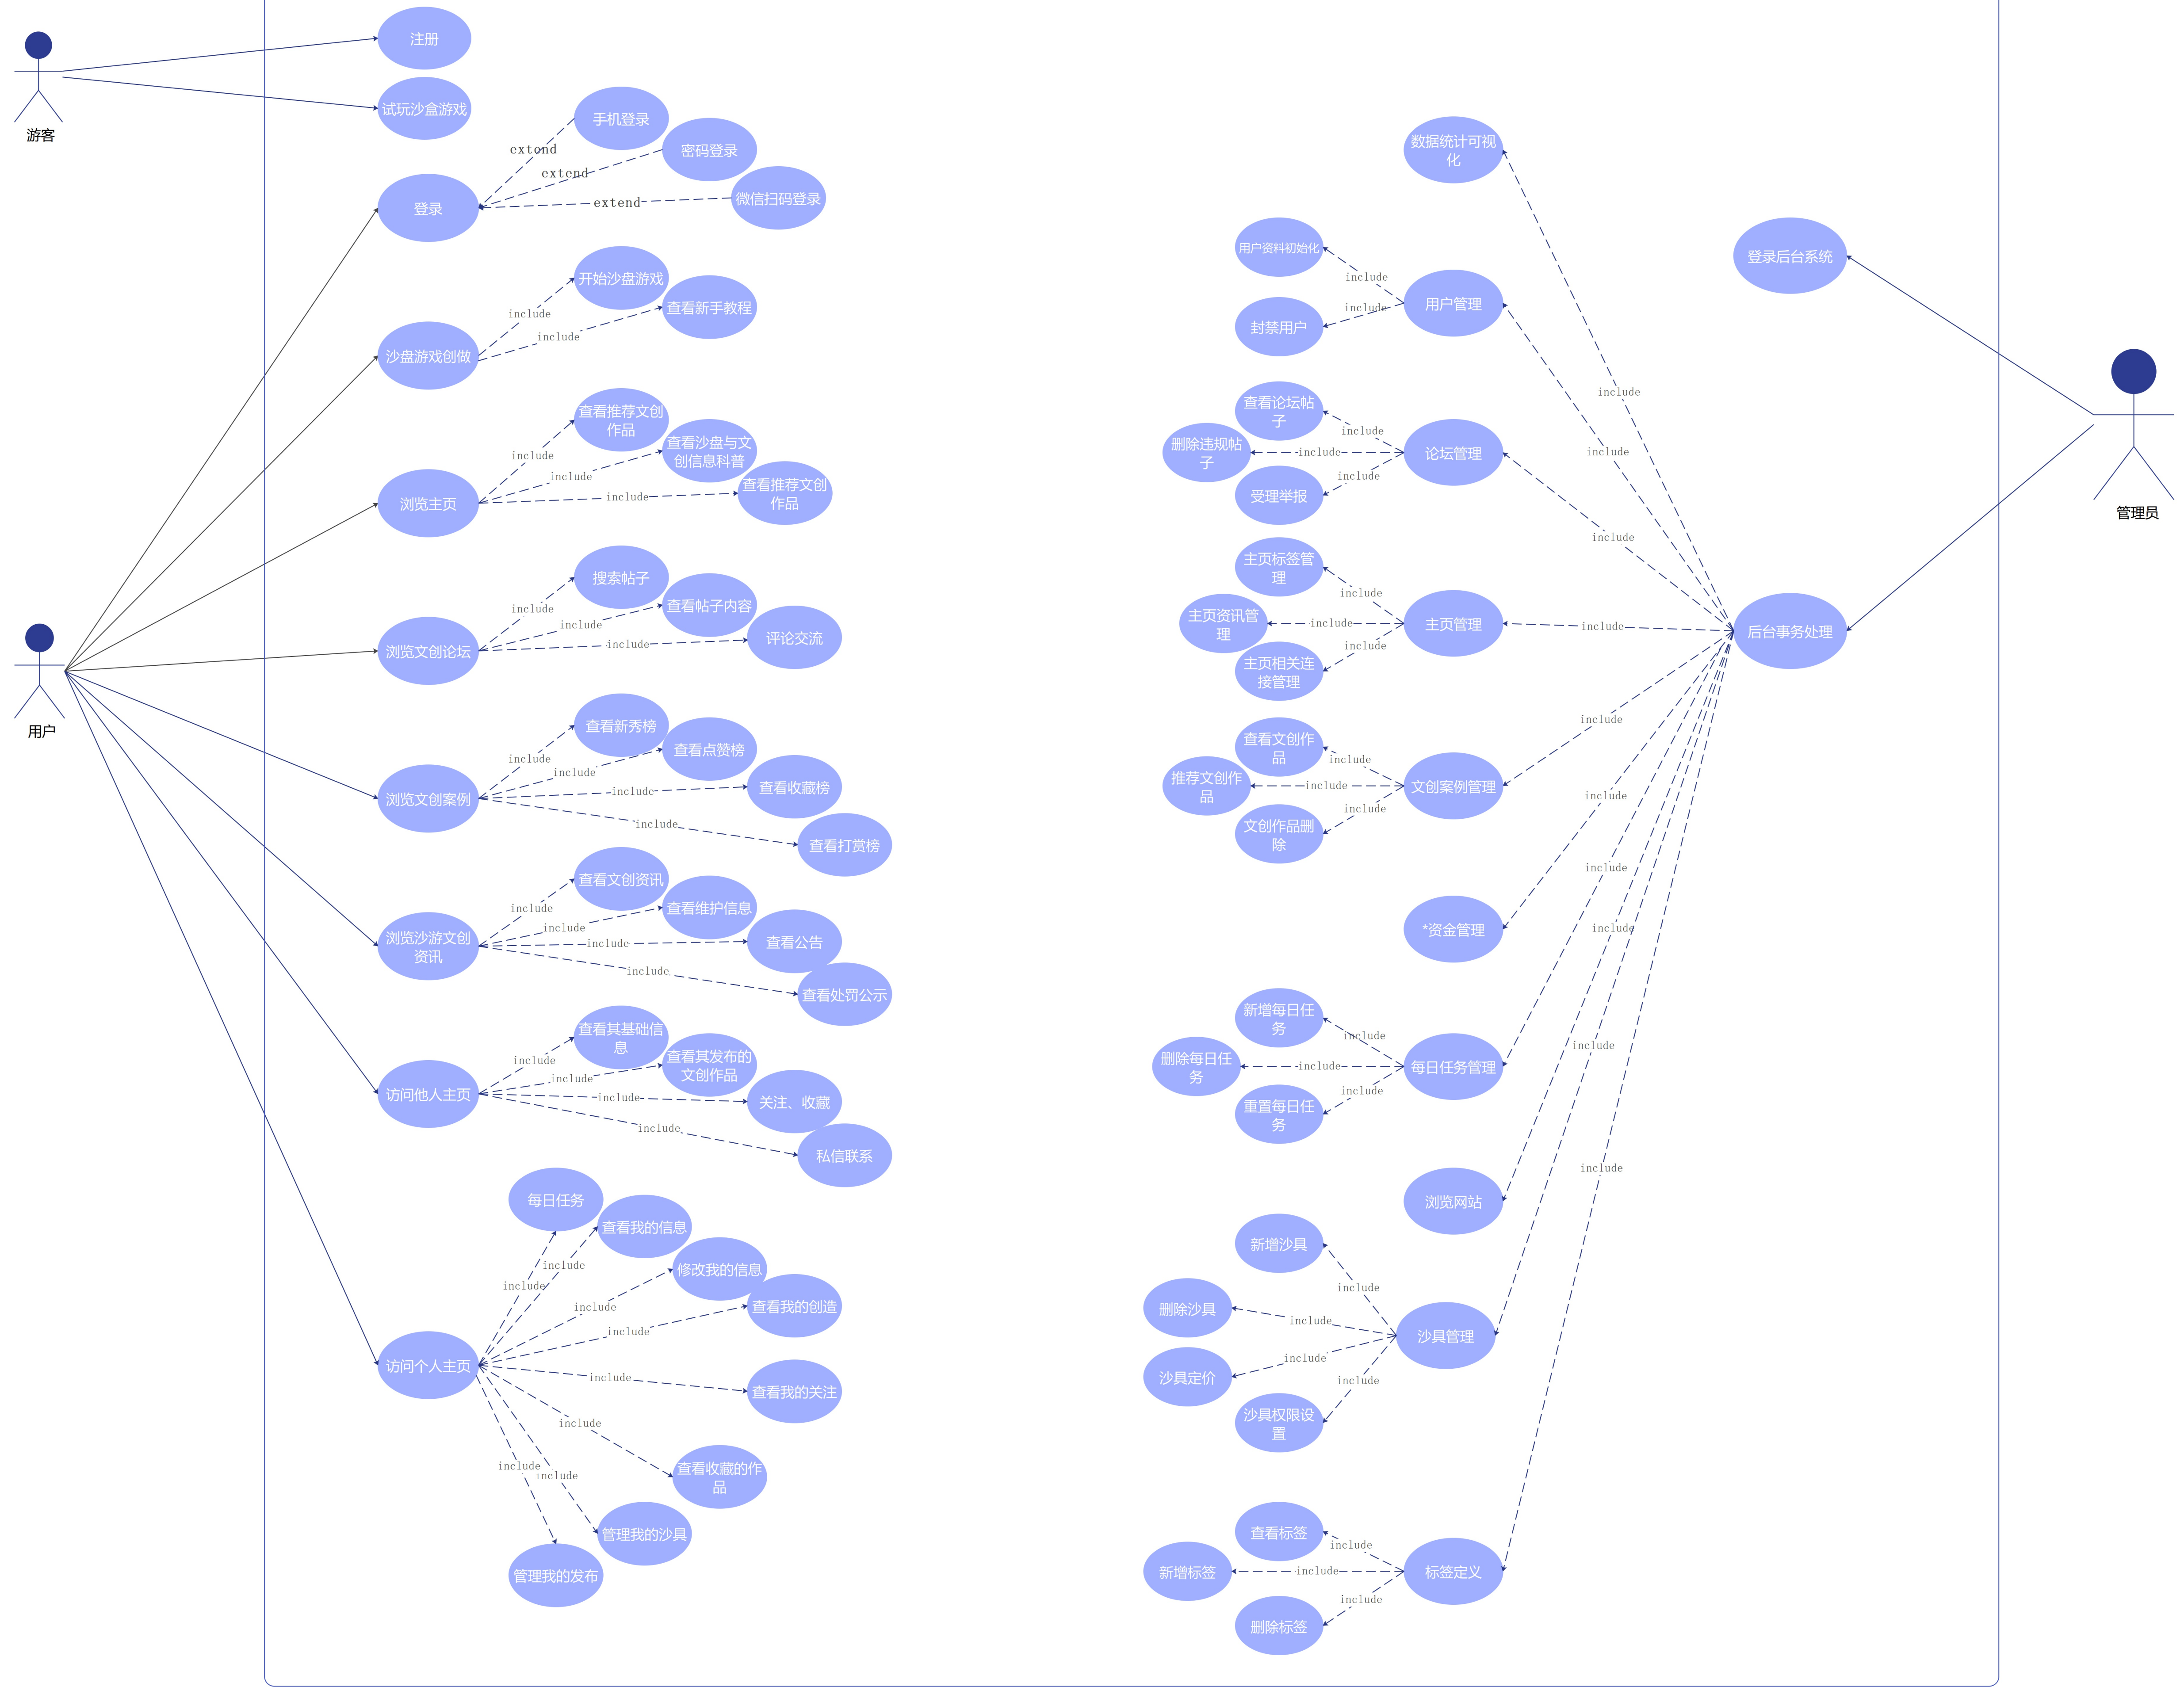 注册
试玩沙盒游戏
游客
手机登录
extend
密码登录
extend
微信扫码登录
extend
登录
开始沙盘游戏
include
查看新手教程
include
沙盘游戏创做
查看推荐文创
作品
include
查看沙盘与文
创信息科普
include
查看推荐文创
作品
include
浏览主页
搜索帖子
include
查看帖子内容
include
评论交流
include
浏览文创论坛
用户
查看新秀榜
include
查看点赞榜
include
查看收藏榜
include
查看打赏榜
include
浏览文创案例
查看文创资讯
include
查看维护信息
include
查看公告
include
查看处罚公示
include
浏览沙游文创
资讯
查看其基础信
息
include
查看其发布的
文创作品
include
关注、收藏
include
私信联系
include
访问他人主页
每日任务
include
查看我的信息
include
修改我的信息
include
查看我的创造
include
访问个人主页
查看我的关注
include
查看收藏的作
品
include
管理我的沙具
include
管理我的发布
include
数据统计可视
化
include
用户资料初始化
include
封禁用户
include
用户管理
include
查看论坛帖
子
include
删除违规帖
子
include
受理举报
include
论坛管理
include
主页标签管
理
include
主页资讯管
理
include
主页相关连
接管理
include
主页管理
include
查看文创作
品
include
推荐文创作
品
include
文创作品删
除
include
文创案例管理
include
*资金管理
include
新增每日任
务
include
删除每日任
务
include
重置每日任
务
include
每日任务管理
include
浏览网站
include
新增沙具
include
删除沙具
include
沙具定价
include
沙具权限设
置
include
沙具管理
include
查看标签
include
新增标签
include
删除标签
include
标签定义
include
登录后台系统
后台事务处理
管理员